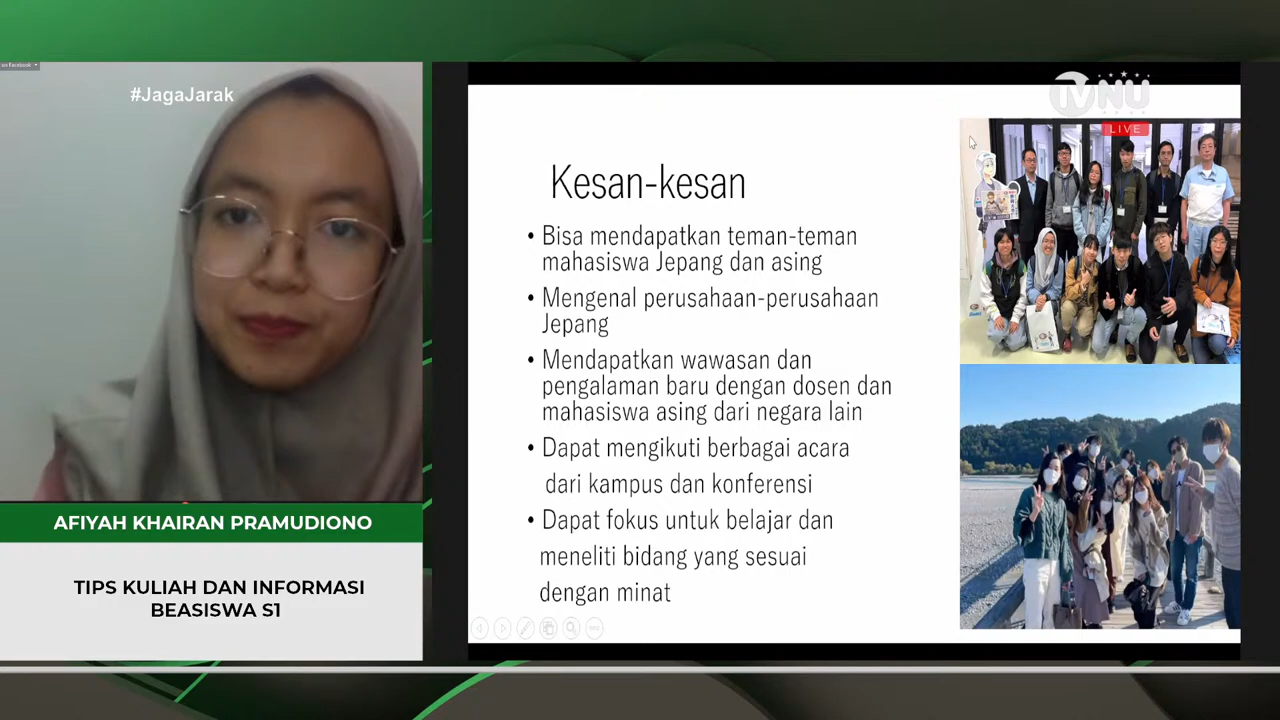 #JagaJarak
TVNU
LIVE
Kesan-kesan
• Bisa mendapatkan teman-teman
mahasiswa Jepang dan asing
• Mengenal perusahaan-perusahaan
Jepang
• Mendapatkan wawasan dan
pengalaman baru dengan dosen dan
mahasiswa asing dari negara lain
• Dapat mengikuti berbagai acara
dari kampus dan konferensi
• Dapat fokus untuk belajar dan
meneliti bidang yang sesuai
dengan minat
AFIYAH KHAIRAN PRAMUDIONO
TIPS KULIAH DAN INFORMASI
BEASISWA S1